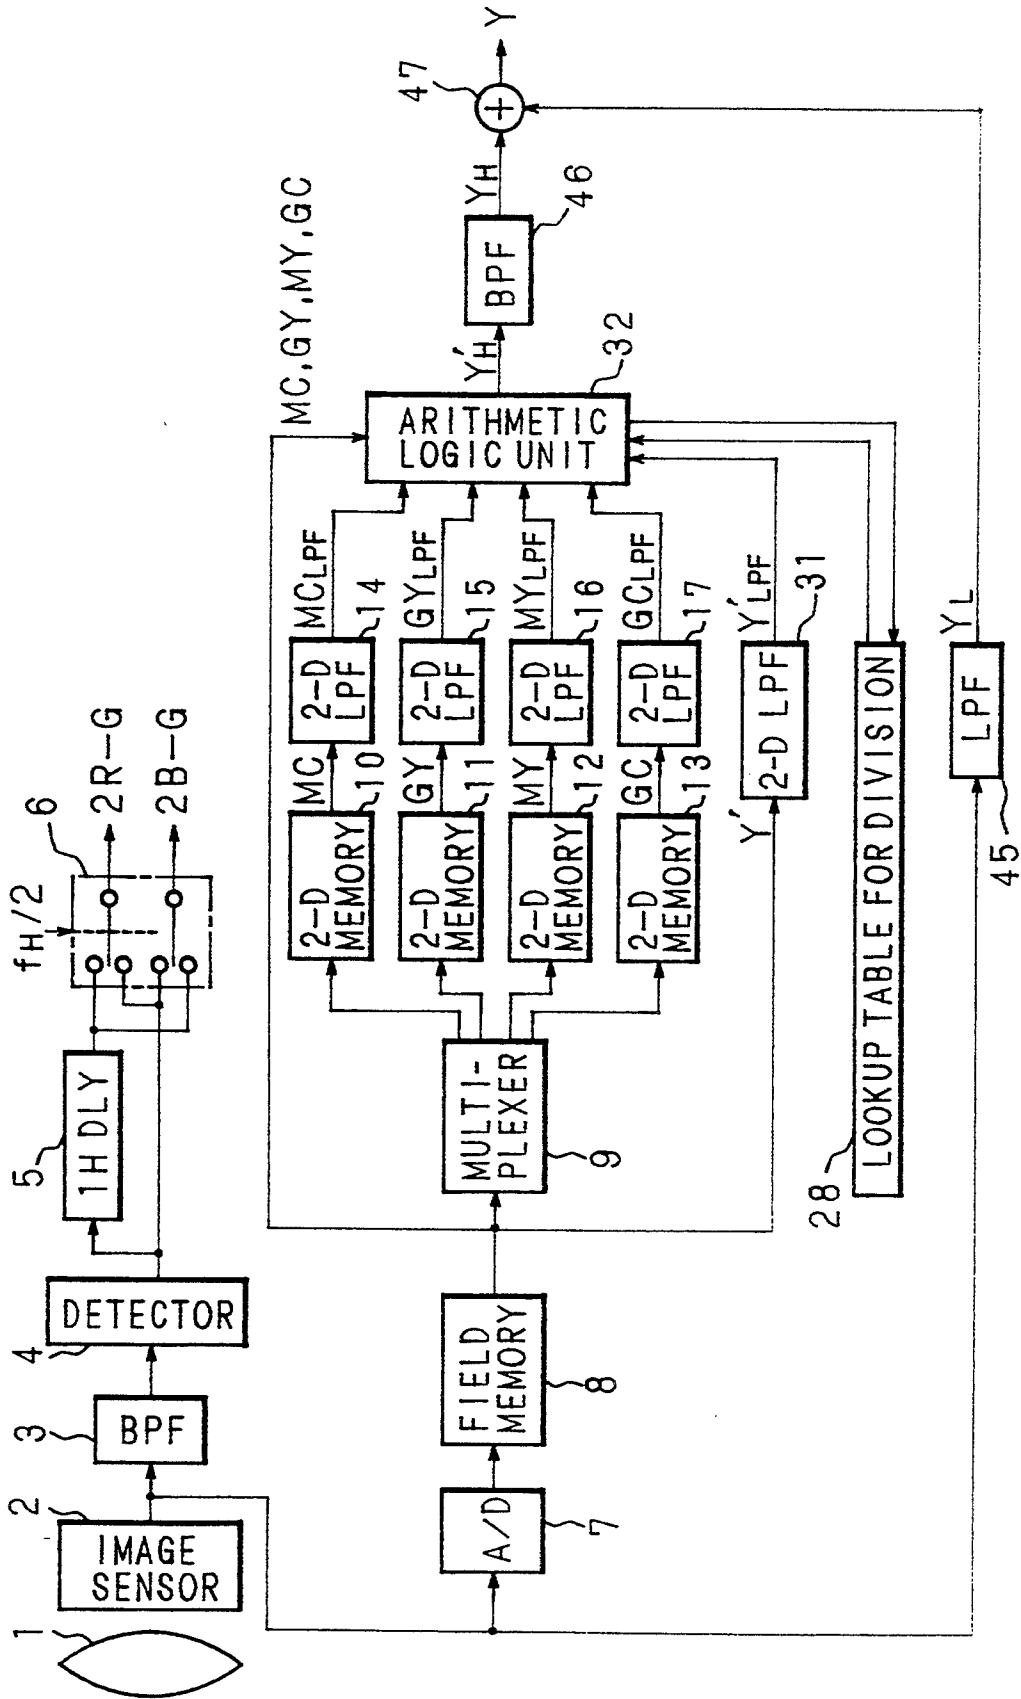 1
2
IMAGE
SENSOR
3
BPF
4
DETECTOR
5
1H DLY
fH/2
6
2R-G
2B-G
7
A/D
8
FIELD
MEMORY
9
MULTI-
PLEXER
MC,GY,MY,GC
2-D
MEMORY
MC
10
2-D
LPF
MCLPF
14
2-D
MEMORY
GY
11
2-D
LPF
GYLPF
15
2-D
MEMORY
MY
12
2-D
LPF
MYLPF
16
2-D
MEMORY
GC
13
2-D
LPF
GCLPF
17
Y'
2-D LPF
Y'LPF
31
28
LOOKUP TABLE FOR DIVISION
ARITHMETIC
LOGIC UNIT
32
Y'H
BPF
46
YH
47
+
Y
45
LPF
YL